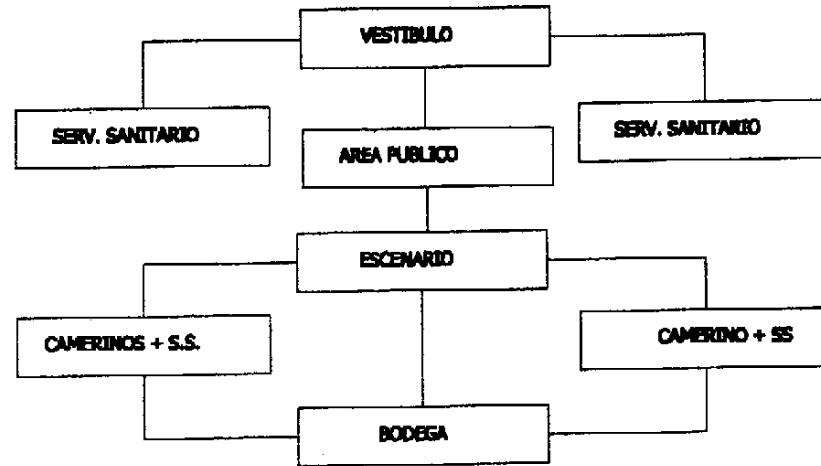 VESTIBULO
SERV. SANITARIO
SERV. SANITARIO
AREA PUBLICO
ESCENARIO
CAMERINOS + S.S.
CAMERINO + SS
BODEGA